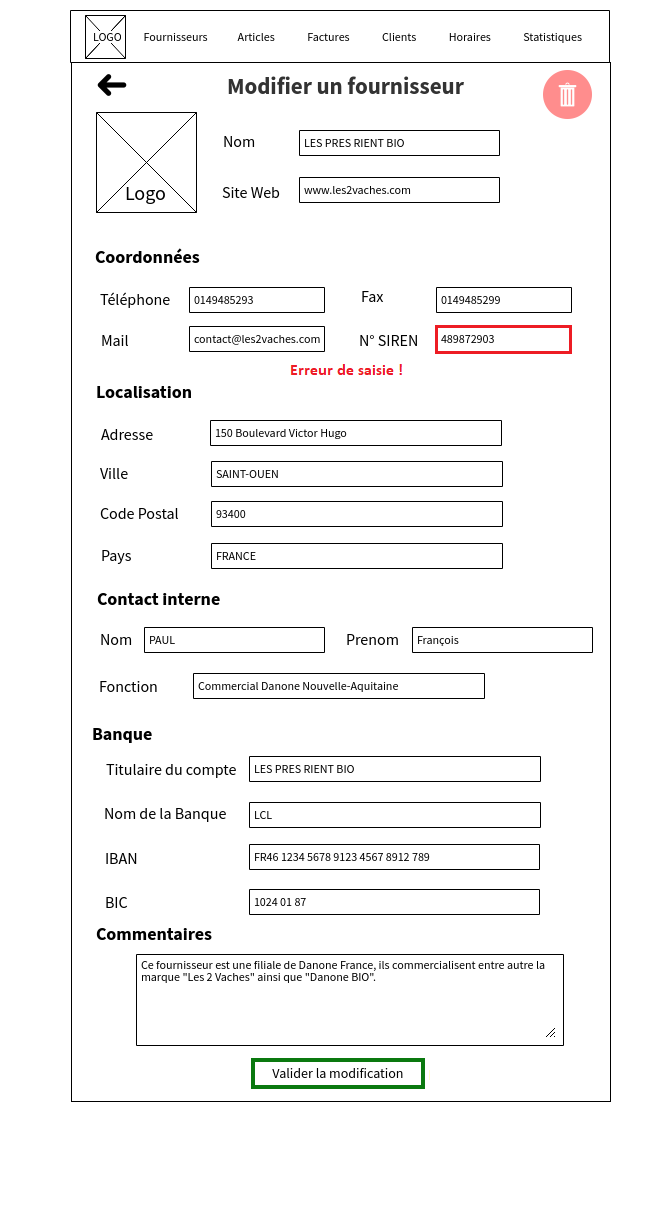 LOGO Fournisseurs Articles Factures Clients Horaires Statistiques
Modifier un fournisseur
Logo
Nom LES PRES RIENT BIO
Site Web www.les2vaches.com
Coordonnées
Téléphone 0149485293 Fax 0149485299
Mail contact@les2vaches.com N° SIREN 489872903
Erreur de saisie !
Localisation
Adresse 150 Boulevard Victor Hugo
Ville SAINT-OUEN
Code Postal 93400
Pays FRANCE
Contact interne
Nom PAUL Prenom François
Fonction Commercial Danone Nouvelle-Aquitaine
Banque
Titulaire du compte LES PRES RIENT BIO
Nom de la Banque LCL
IBAN FR46 1234 5678 9123 4567 8912 789
BIC 1024 01 87
Commentaires
Ce fournisseur est une filiale de Danone France, ils commercialisent entre autre la
marque "Les 2 Vaches" ainsi que "Danone BIO".
Valider la modification